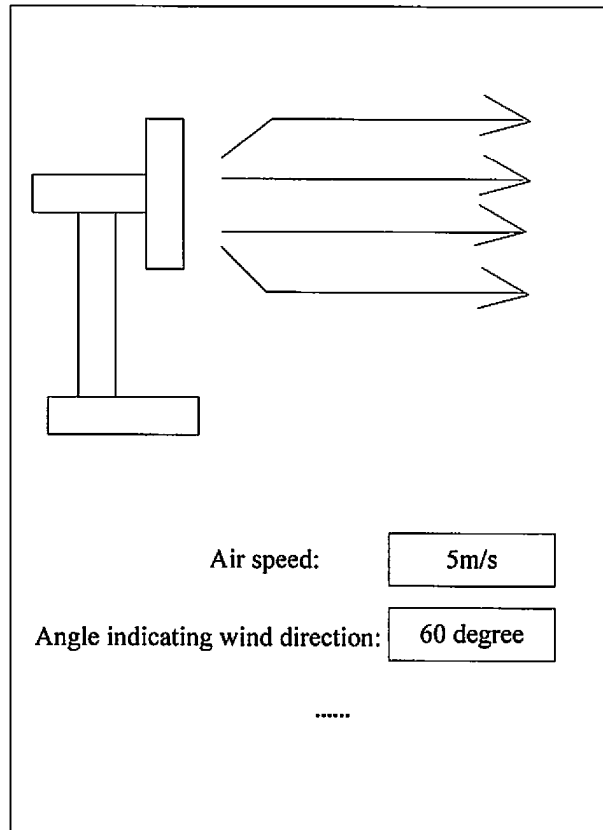 Air speed: 5m/s
Angle indicating wind direction: 60 degree
......